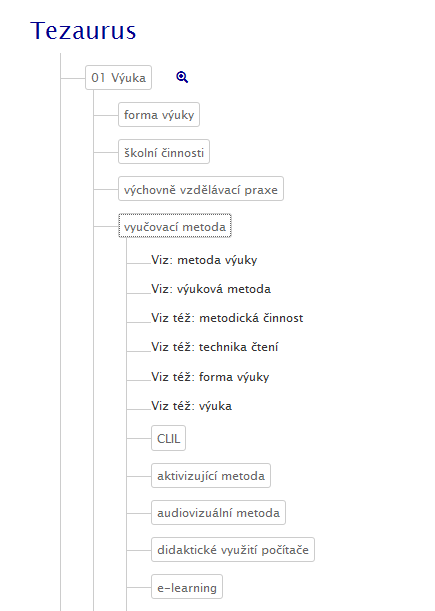 Tezaurus
01 Výuka
forma výuky
školní činnosti
výchovně vzdělávací praxe
vyučovací metoda
Viz: metoda výuky
Viz: výuková metoda
Viz též: metodická činnost
Viz též: technika čtení
Viz též: forma výuky
Viz též: výuka
CLIL
aktivizující metoda
audiovizuální metoda
didaktické využití počítače
e-learning